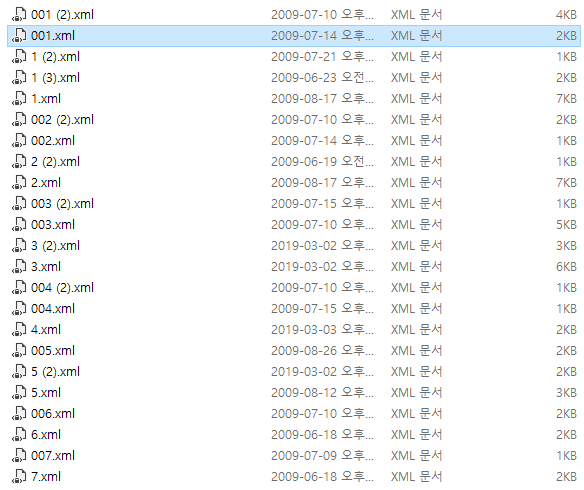 001 (2).xml 2009-07-10 오후... XML 문서 4KB
001.xml 2009-07-14 오후... XML 문서 2KB
1 (2).xml 2009-07-21 오후... XML 문서 1KB
1 (3).xml 2009-06-23 오전... XML 문서 2KB
1.xml 2009-08-17 오후... XML 문서 7KB
002 (2).xml 2009-07-10 오후... XML 문서 2KB
002.xml 2009-07-14 오후... XML 문서 1KB
2 (2).xml 2009-06-19 오전... XML 문서 1KB
2.xml 2009-08-17 오후... XML 문서 7KB
003 (2).xml 2009-07-15 오후... XML 문서 1KB
003.xml 2009-07-10 오후... XML 문서 5KB
3 (2).xml 2019-03-02 오후... XML 문서 3KB
3.xml 2019-03-02 오후... XML 문서 6KB
004 (2).xml 2009-07-10 오후... XML 문서 1KB
004.xml 2009-07-15 오후... XML 문서 1KB
4.xml 2019-03-03 오후... XML 문서 2KB
005.xml 2009-08-26 오후... XML 문서 2KB
5 (2).xml 2019-03-02 오후... XML 문서 2KB
5.xml 2009-08-12 오후... XML 문서 3KB
006.xml 2009-07-10 오후... XML 문서 2KB
6.xml 2009-06-18 오후... XML 문서 2KB
007.xml 2009-07-09 오후... XML 문서 1KB
7.xml 2009-06-18 오후... XML 문서 2KB